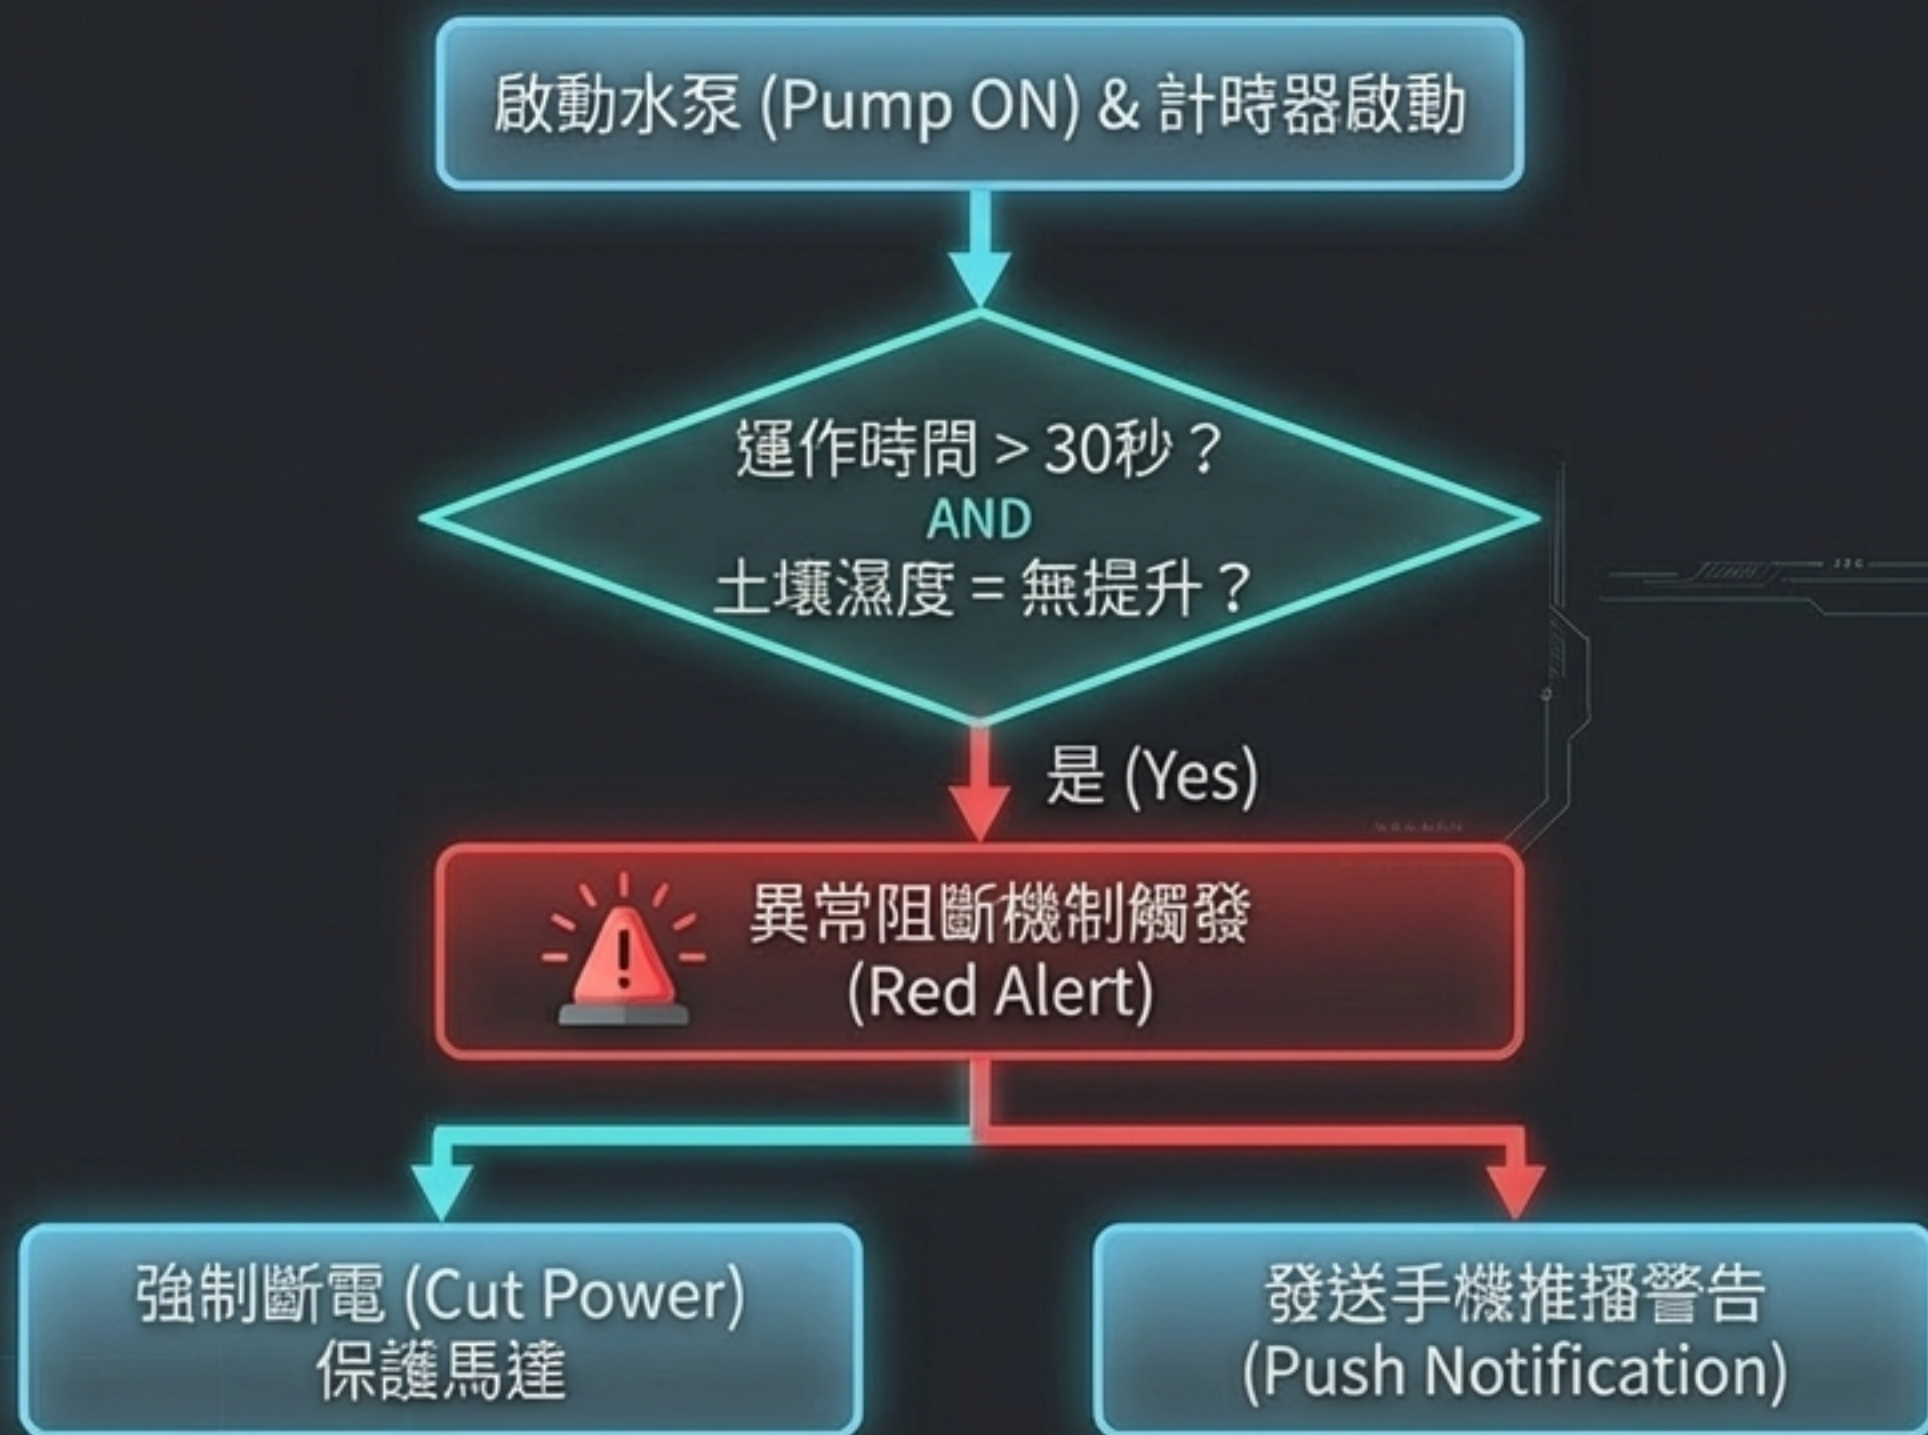 啟動水泵 (Pump ON) & 計時器啟動
運作時間 > 30秒？
AND
土壤濕度 = 無提升？
是 (Yes)
異常阻斷機制觸發
(Red Alert)
強制斷電 (Cut Power)
保護馬達
發送手機推播警告
(Push Notification)